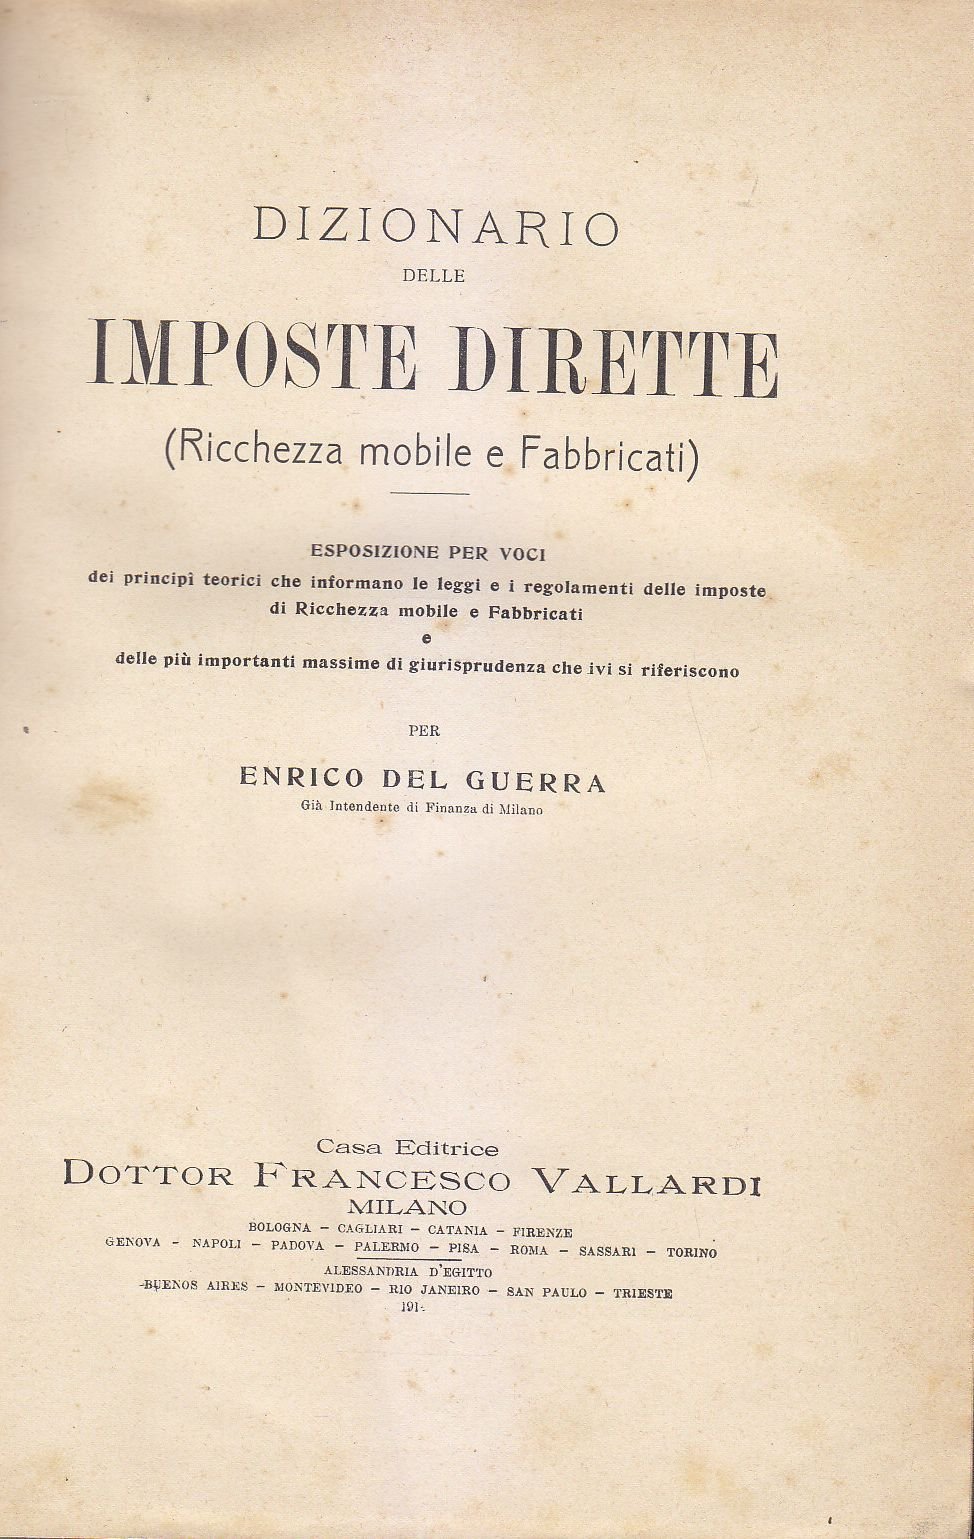 DIZIONARIO
DELLE
IMPOSTE DIRETTE
(Ricchezza mobile e Fabbricati)
ESPOSIZIONE PER VOCI
dei principî teorici che informano le leggi e i regolamenti delle imposte
di Ricchezza mobile e Fabbricati
e
delle più importanti massime di giurisprudenza che ivi si riferiscono
PER
ENRICO DEL GUERRA
Già Intendente di Finanza di Milano
Casa Editrice
DOTTOR FRANCESCO VALLARDI
MILANO
BOLOGNA – CAGLIARI – CATANIA – FIRENZE
GENOVA – NAPOLI – PADOVA – PALERMO – PISA – ROMA – SASSARI – TORINO
ALESSANDRIA D'EGITTO
BUENOS AIRES – MONTEVIDEO – RIO JANEIRO – SAN PAULO – TRIESTE